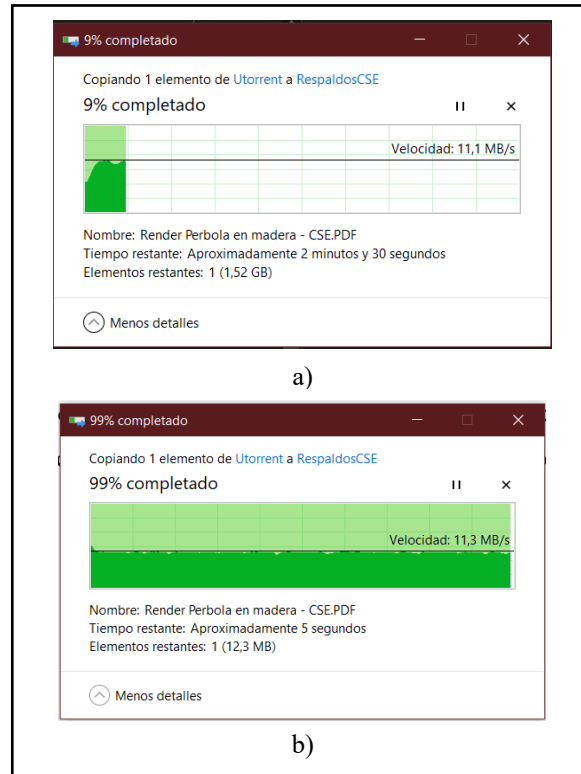 9% completado
Copiando 1 elemento de Utorrent a RespaldosCSE
9% completado
Velocidad: 11,1 MB/s
Nombre: Render Perbola en madera - CSE.PDF
Tiempo restante: Aproximadamente 2 minutos y 30 segundos
Elementos restantes: 1 (1,52 GB)
Menos detalles
a)
99% completado
Copiando 1 elemento de Utorrent a RespaldosCSE
99% completado
Velocidad: 11,3 MB/s
Nombre: Render Perbola en madera - CSE.PDF
Tiempo restante: Aproximadamente 5 segundos
Elementos restantes: 1 (12,3 MB)
Menos detalles
b)